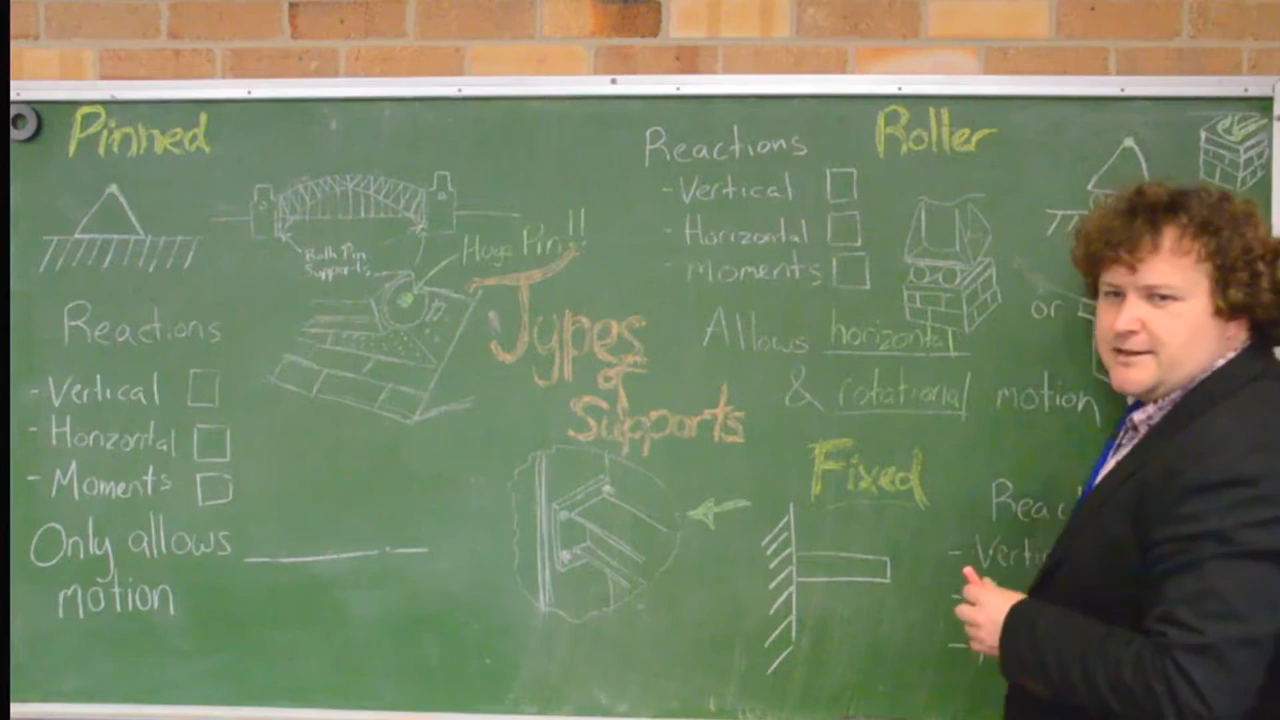 Pinned
Both Pin
Supports
Huge Pin!!
Reactions
- Vertical
- Horizontal
- Moments
Only allows
motion
Types
of
Supports
Roller
Reactions
- Vertical
- Horizontal
- Moments
Allows horizontal
& rotational motion
or
Fixed
Reac
- Verti